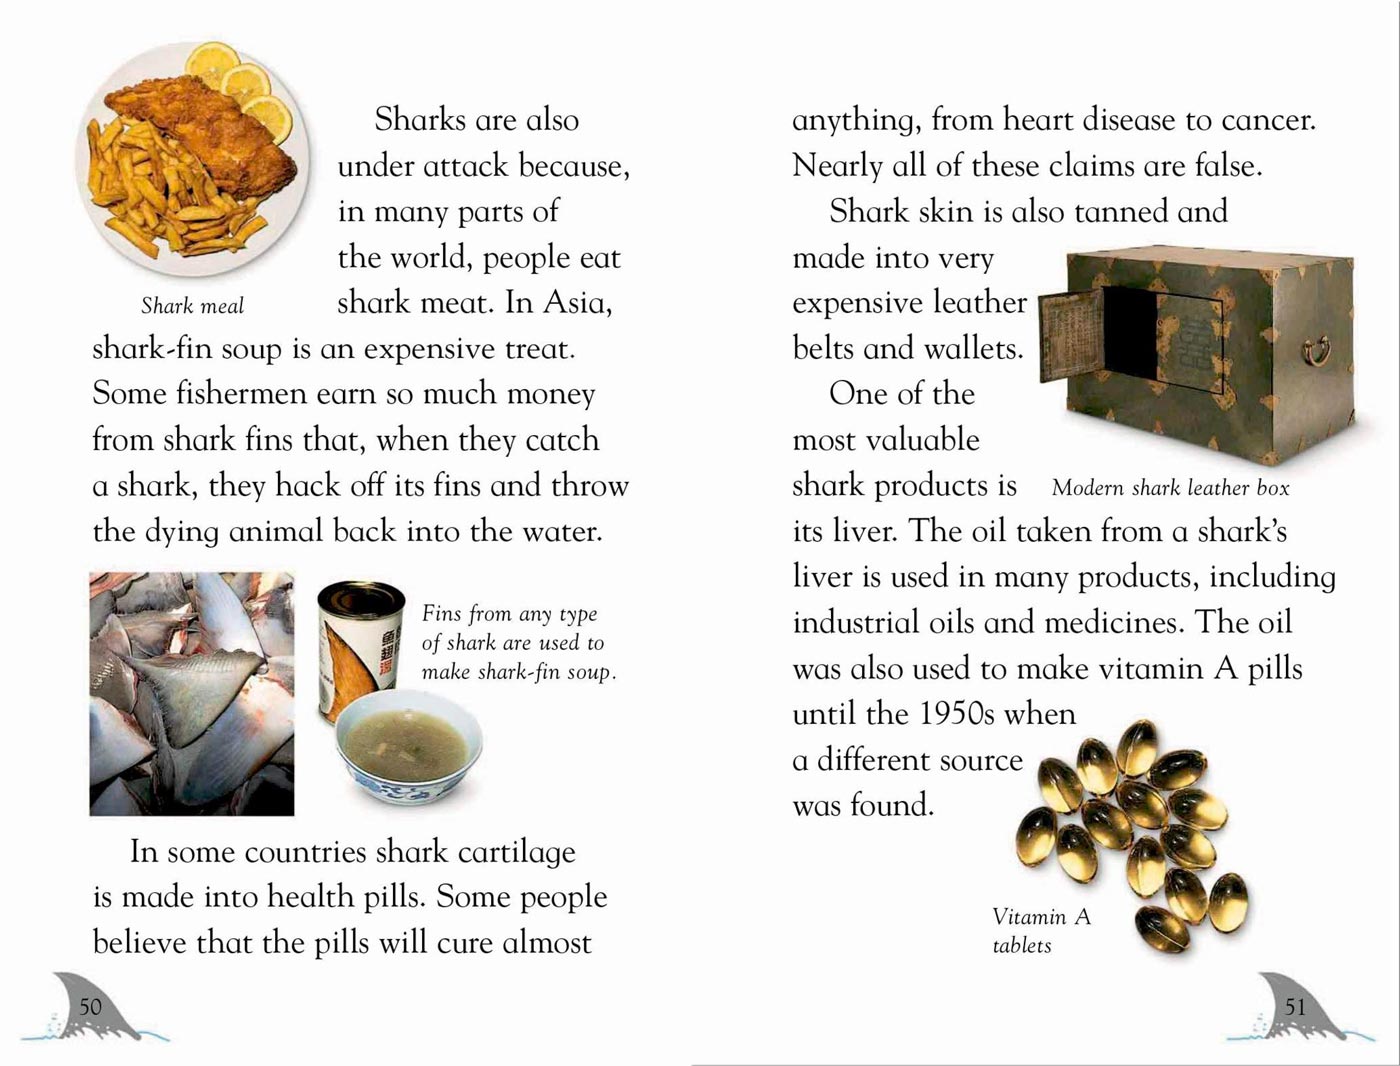 Sharks are also
under attack because,
in many parts of
the world, people eat
shark meat. In Asia,
Shark meal
shark-fin soup is an expensive treat.
Some fishermen earn so much money
from shark fins that, when they catch
a shark, they hack off its fins and throw
the dying animal back into the water.
Fins from any type
of shark are used to
make shark-fin soup.
In some countries shark cartilage
is made into health pills. Some people
believe that the pills will cure almost
50
anything, from heart disease to cancer.
Nearly all of these claims are false.
Shark skin is also tanned and
made into very
expensive leather
belts and wallets.
Modern shark leather box
One of the
most valuable
shark products is
its liver. The oil taken from a shark's
liver is used in many products, including
industrial oils and medicines. The oil
was also used to make vitamin A pills
until the 1950s when
a different source
was found.
Vitamin A
tablets
51